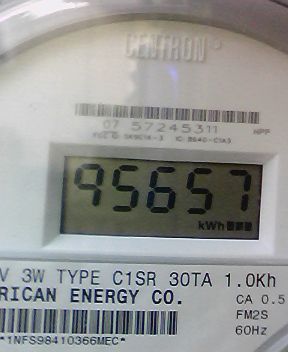 CENTRON®
07 57245311
HPP
95657
kWh
V 3W TYPE C1SR 30TA 1.0Kh
RICAN ENERGY CO.
CA 0.5
FM2S
60Hz
*1NFS98410366MEC*